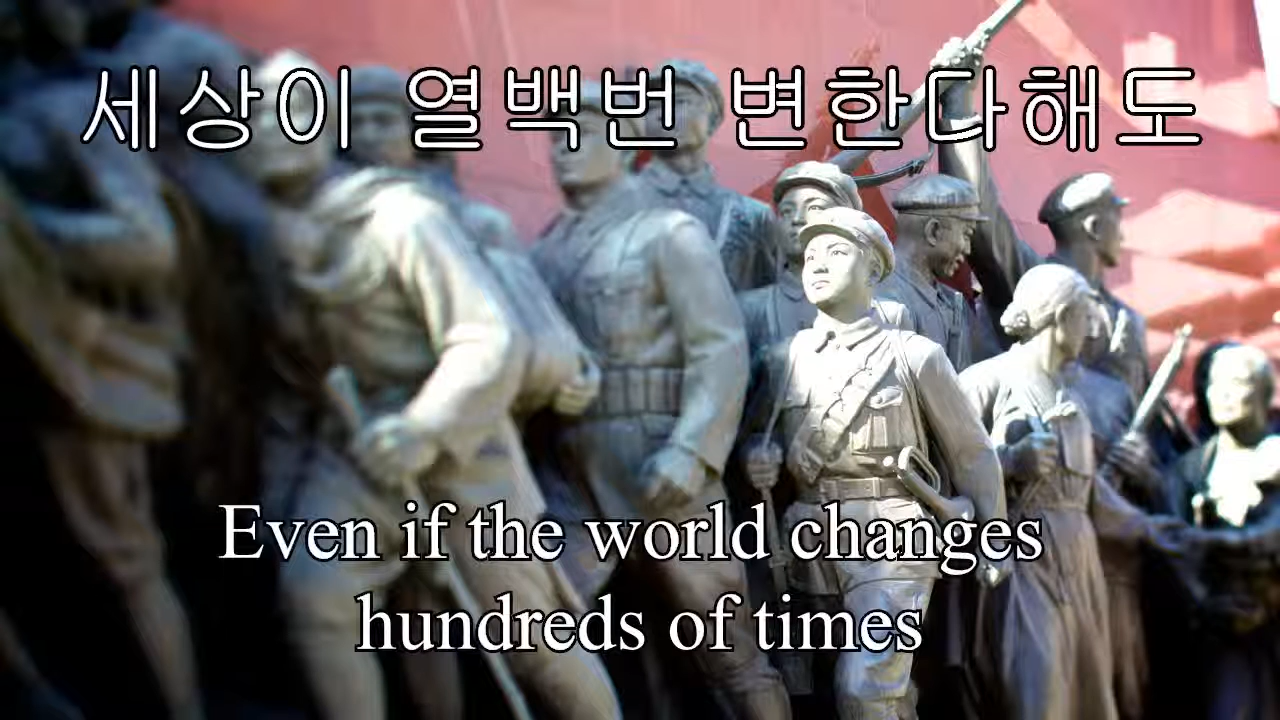 세상이 열백번 변한다해도
Even if the world changes
hundreds of times